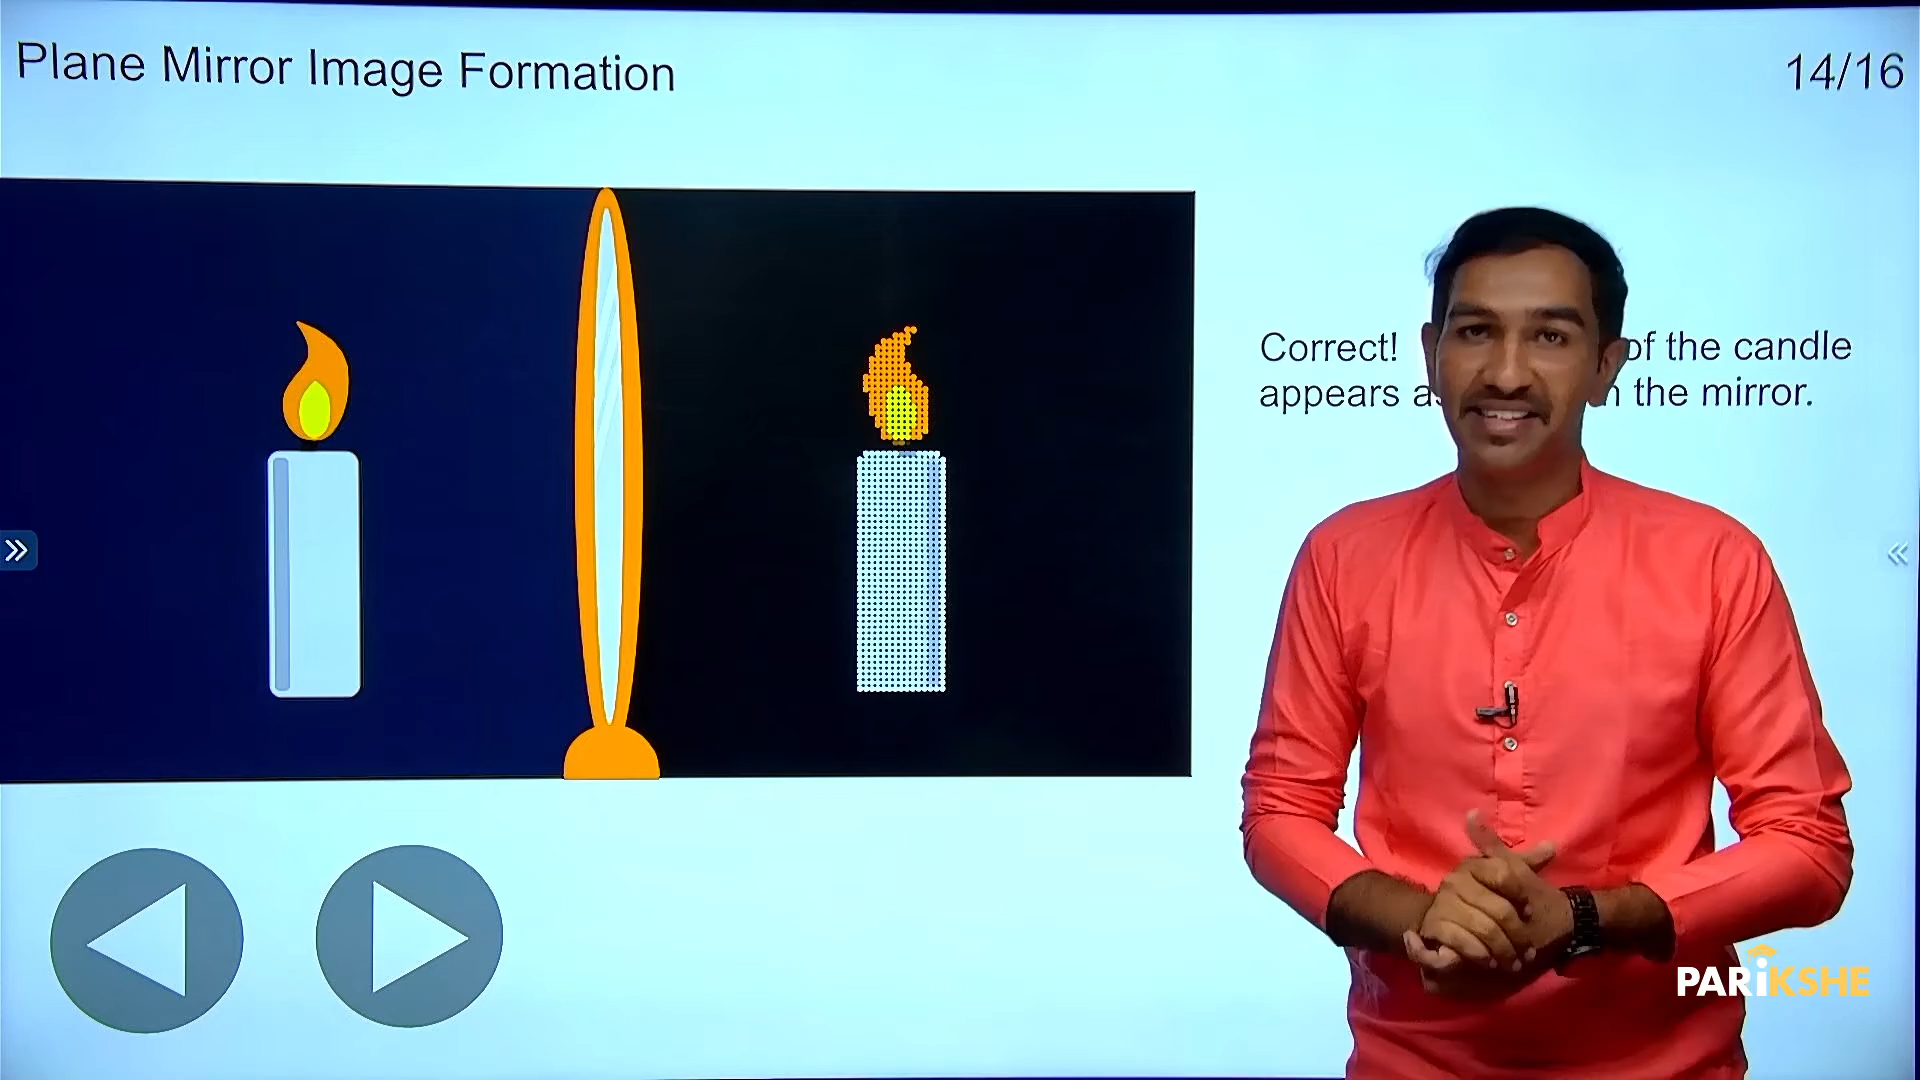 Plane Mirror Image Formation
14/16
Correct! of the candle
appears the mirror.
PARiKSHE